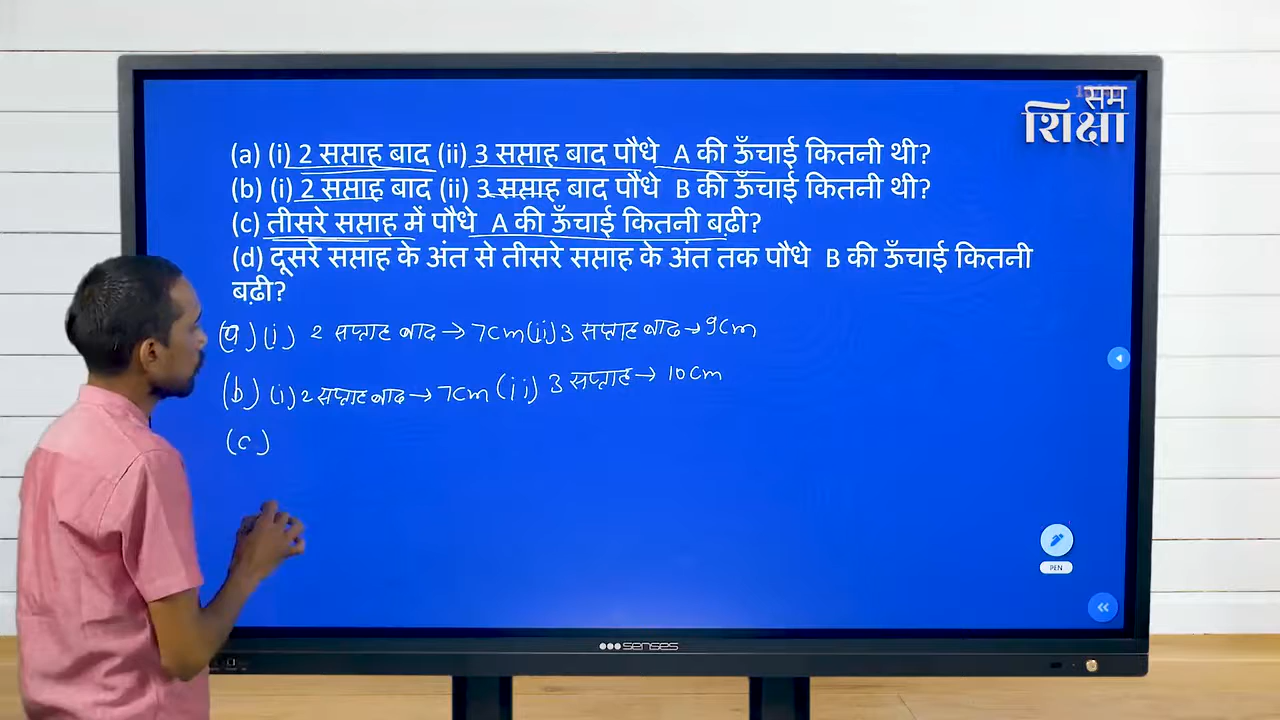 सम
शिक्षा
(a) (i) 2 सप्ताह बाद (ii) 3 सप्ताह बाद पौधे A की ऊँचाई कितनी थी?
(b) (i) 2 सप्ताह बाद (ii) 3 सप्ताह बाद पौधे B की ऊँचाई कितनी थी?
(c) तीसरे सप्ताह में पौधे A की ऊँचाई कितनी बढ़ी?
(d) दूसरे सप्ताह के अंत से तीसरे सप्ताह के अंत तक पौधे B की ऊँचाई कितनी
बढ़ी?
(a) (i) 2 सप्ताह बाद → 7cm (ii) 3 सप्ताह बाद → 9cm
(b) (i) 2 सप्ताह बाद → 7cm (ii) 3 सप्ताह → 10cm
(c)
PEN
senses